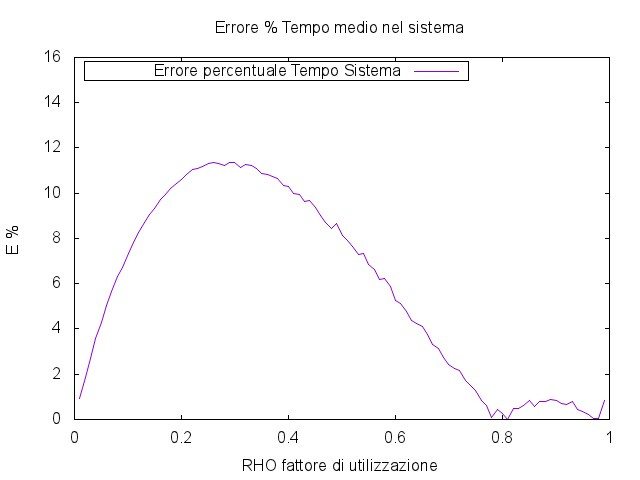 Errore % Tempo medio nel sistema
Errore percentuale Tempo Sistema
16
14
12
10
8
6
4
2
0
E %
0 0.2 0.4 0.6 0.8 1
RHO fattore di utilizzazione